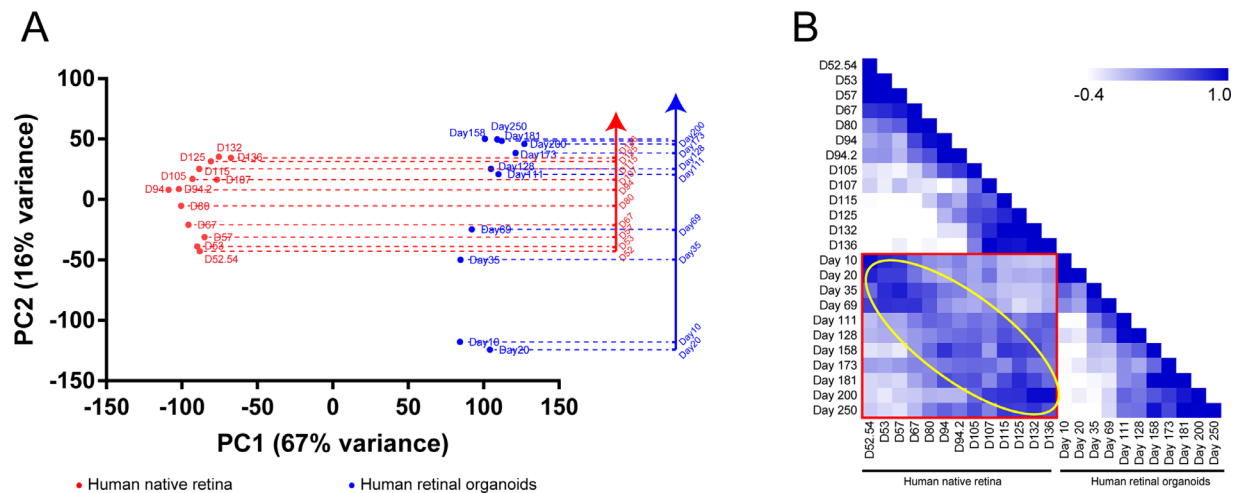 A
PC2 (16% variance)
100
50
0
-50
-100
-150
-150
-100
-50
0
50
100
150
PC1 (67% variance)
D132
D125
D136
D115
D105
D107
D94
D94.2
D80
D67
D57
D53
D52.54
Day250
Day158
Day181
Day200
Day173
Day128
Day111
Day69
Day35
Day10
Day20
D115
D107
D94
D80
D67
D53
D52
Day200
Day173
Day128
Day111
Day69
Day35
Day10
Day20
Human native retina
Human retinal organoids
B
-0.4
1.0
D52.54
D53
D57
D67
D80
D94
D94.2
D105
D107
D115
D125
D132
D136
Day 10
Day 20
Day 35
Day 69
Day 111
Day 128
Day 158
Day 173
Day 181
Day 200
Day 250
D52.54
D53
D57
D67
D80
D94
D94.2
D105
D107
D115
D125
D132
D136
Day 10
Day 20
Day 35
Day 69
Day 111
Day 128
Day 158
Day 173
Day 181
Day 200
Day 250
Human native retina
Human retinal organoids